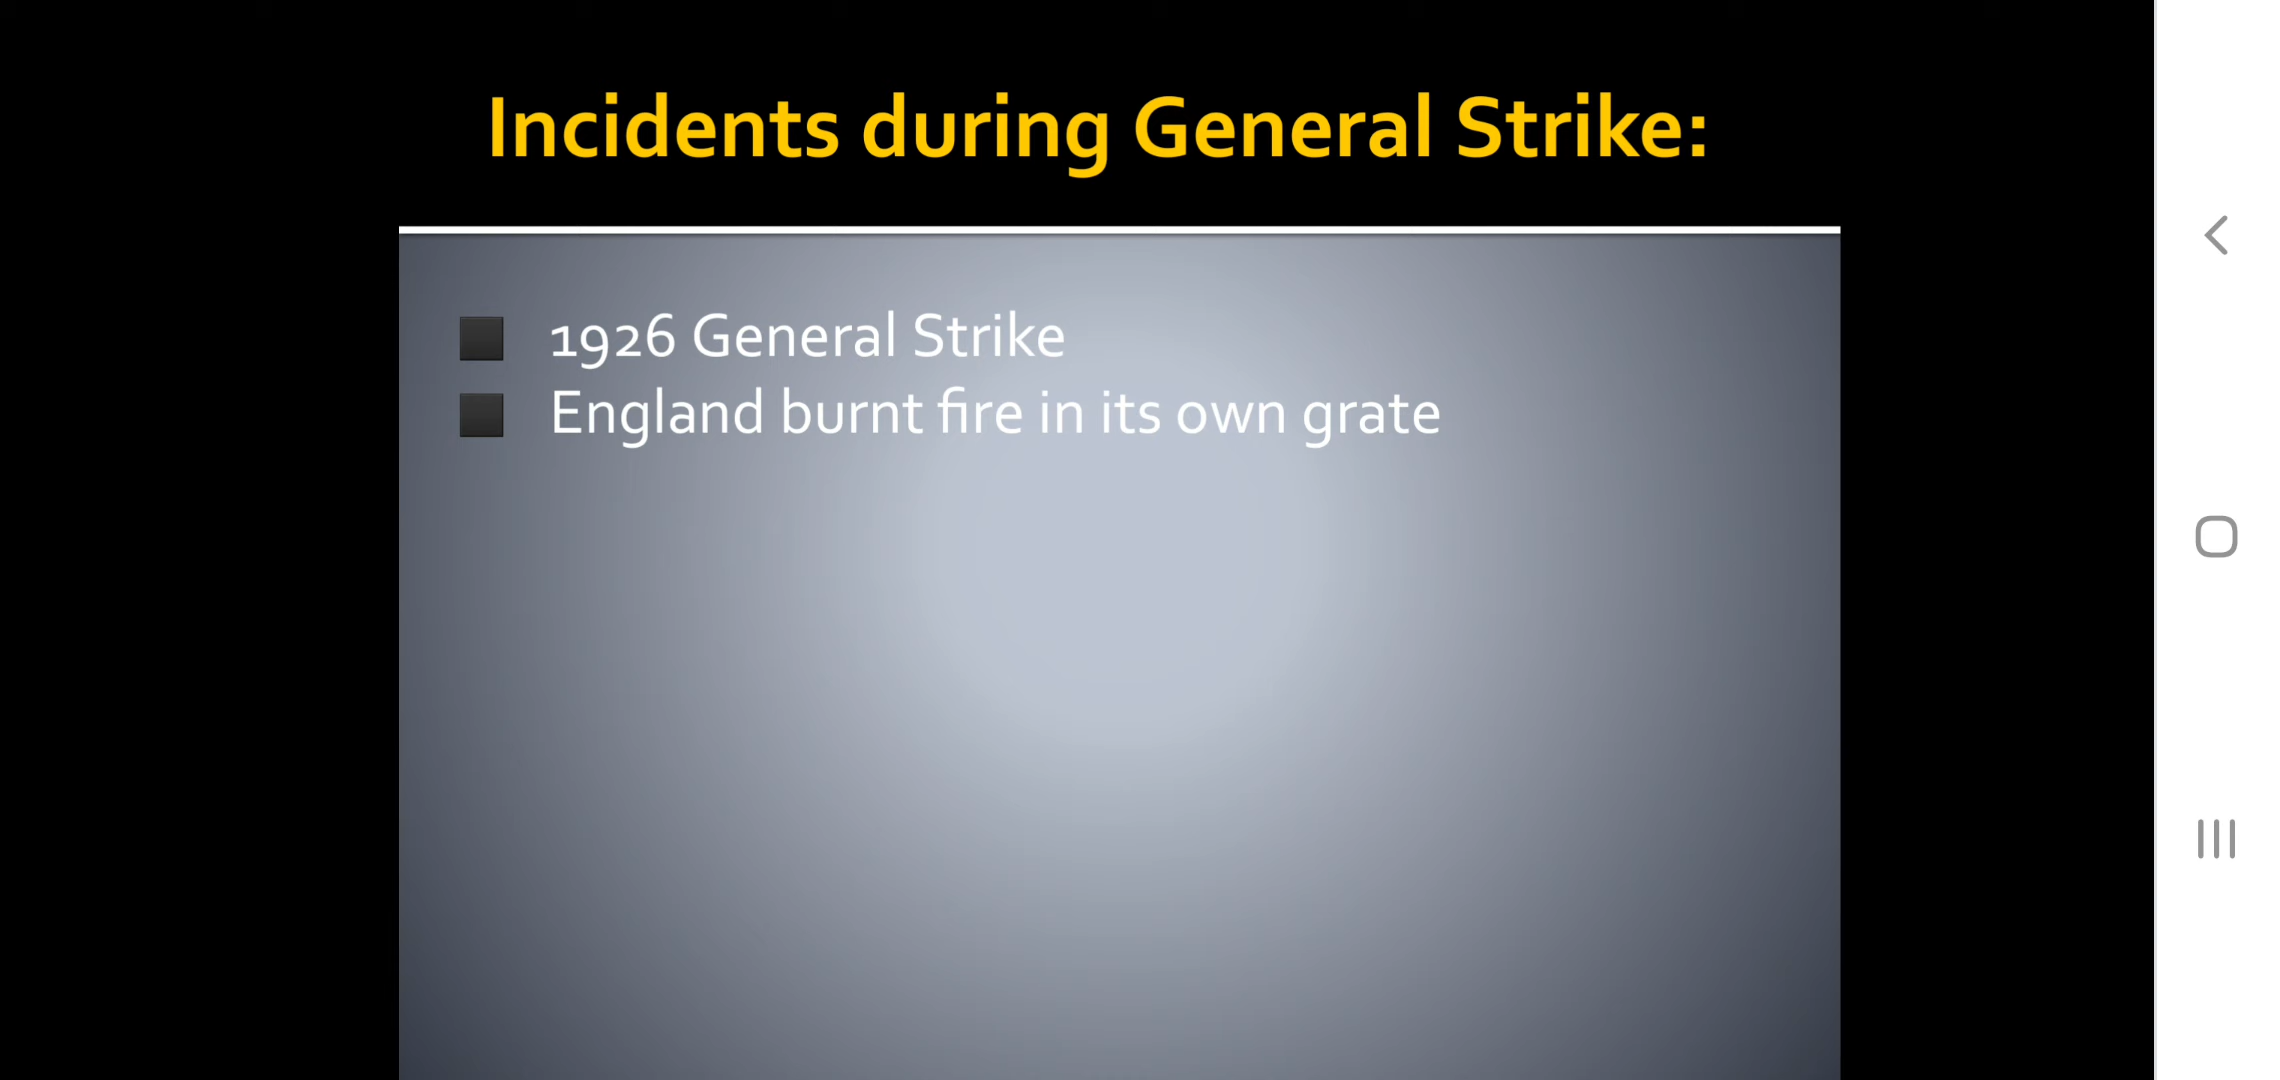 Incidents during General Strike:
1926 General Strike
England burnt fire in its own grate